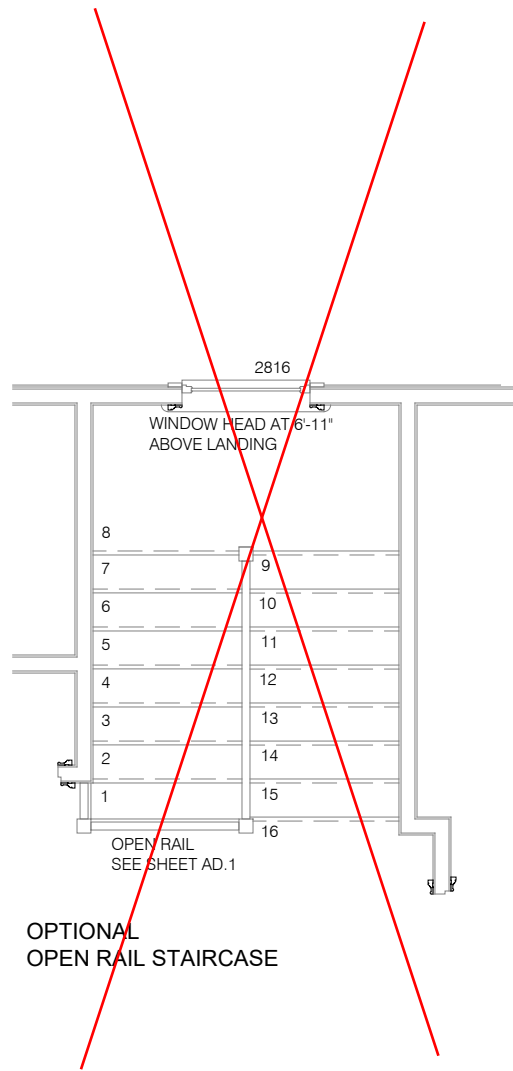 2816
WINDOW HEAD AT 6'-11"
ABOVE LANDING
8
7
9
6
10
5
11
4
12
3
13
2
14
1
15
16
OPEN RAIL
SEE SHEET AD.1
OPTIONAL
OPEN RAIL STAIRCASE